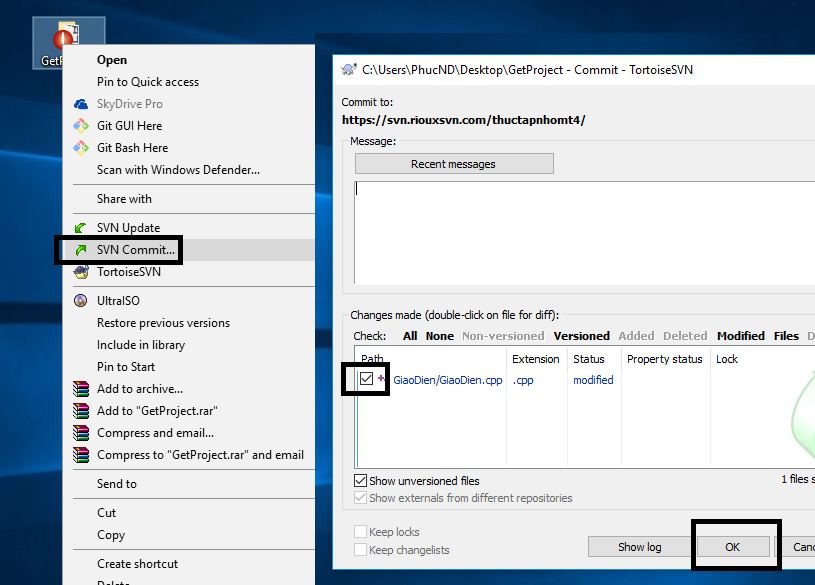 GetP
Open
Pin to Quick access
SkyDrive Pro
Git GUI Here
Git Bash Here
Scan with Windows Defender...
Share with
SVN Update
SVN Commit...
TortoiseSVN
UltraISO
Restore previous versions
Include in library
Pin to Start
Add to archive...
Add to "GetProject.rar"
Compress and email...
Compress to "GetProject.rar" and email
Send to
Cut
Copy
Create shortcut
Delete
C:\Users\PhucND\Desktop\GetProject - Commit - TortoiseSVN
Commit to:
https://svn.riouxsvn.com/thuctapnhomt4/
Message:
Recent messages
Changes made (double-click on file for diff):
Check: All None Non-versioned Versioned Added Deleted Modified Files D
Path Extension Status Property status Lock
GiaoDien/GiaoDien.cpp .cpp modified
Show unversioned files 1 files s
Show externals from different repositories
Keep locks
Keep changelists
Show log OK Canc